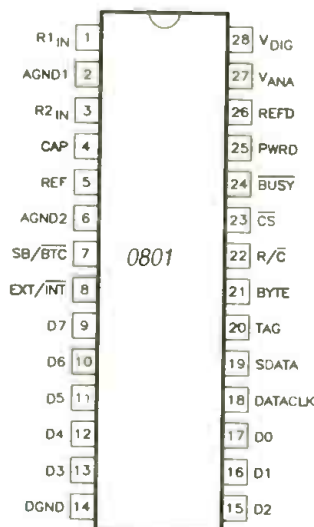 R1IN 1
AGND1 2
R2IN 3
CAP 4
REF 5
AGND2 6
SB/BTC 7
EXT/INT 8
D7 9
D6 10
D5 11
D4 12
D3 13
DGND 14
0801
28 VDIG
27 VANA
26 REFD
25 PWRD
24 BUSY
23 CS
22 R/C
21 BYTE
20 TAG
19 SDATA
18 DATACLK
17 D0
16 D1
15 D2